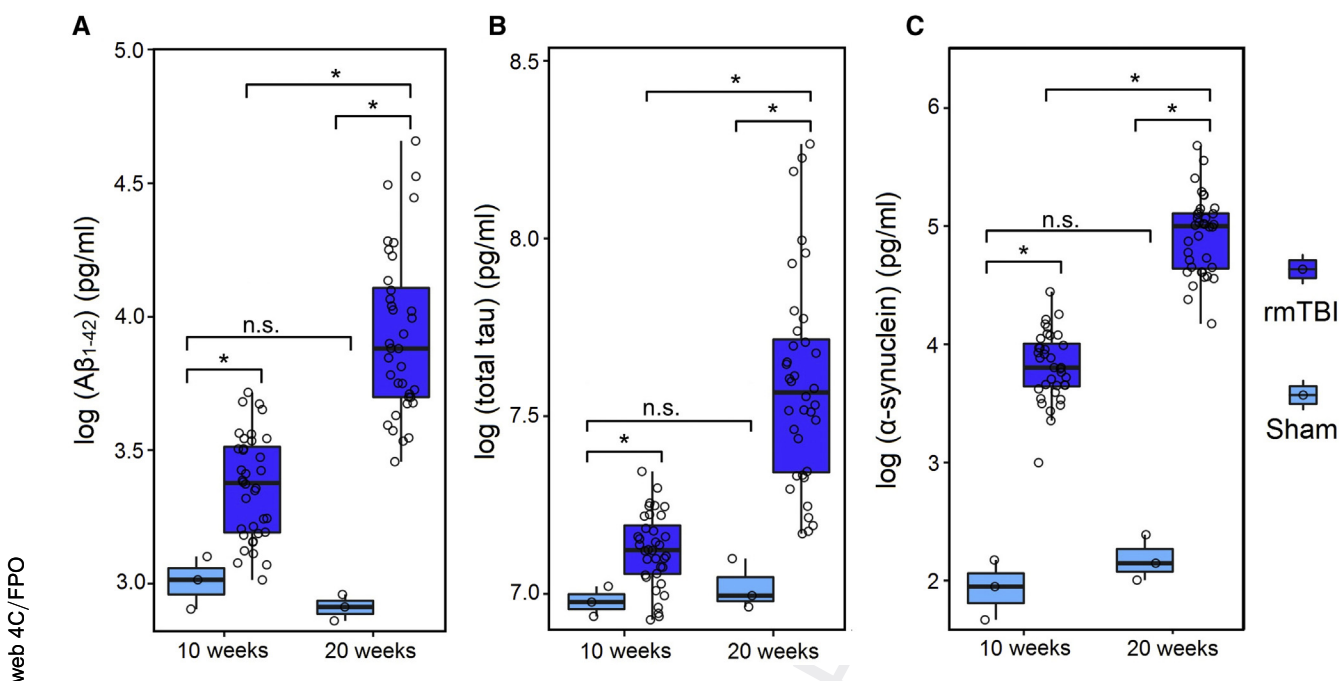 A
log (Aβ1-42) (pg/ml)
5.0
4.5
4.0
3.5
3.0
*
*
n.s.
*
10 weeks
20 weeks
B
log (total tau) (pg/ml)
8.5
8.0
7.5
7.0
*
*
n.s.
*
10 weeks
20 weeks
C
log (α-synuclein) (pg/ml)
6
5
4
3
2
*
*
n.s.
*
10 weeks
20 weeks
rmTBI
Sham
web 4C/FPO